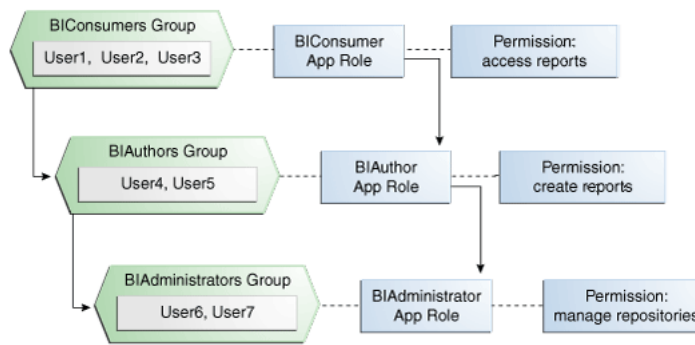 BIConsumers Group
User1, User2, User3
BIConsumer
App Role
Permission:
access reports
BIAuthors Group
User4, User5
BIAuthor
App Role
Permission:
create reports
BIAdministrators Group
User6, User7
BIAdministrator
App Role
Permission:
manage repositories